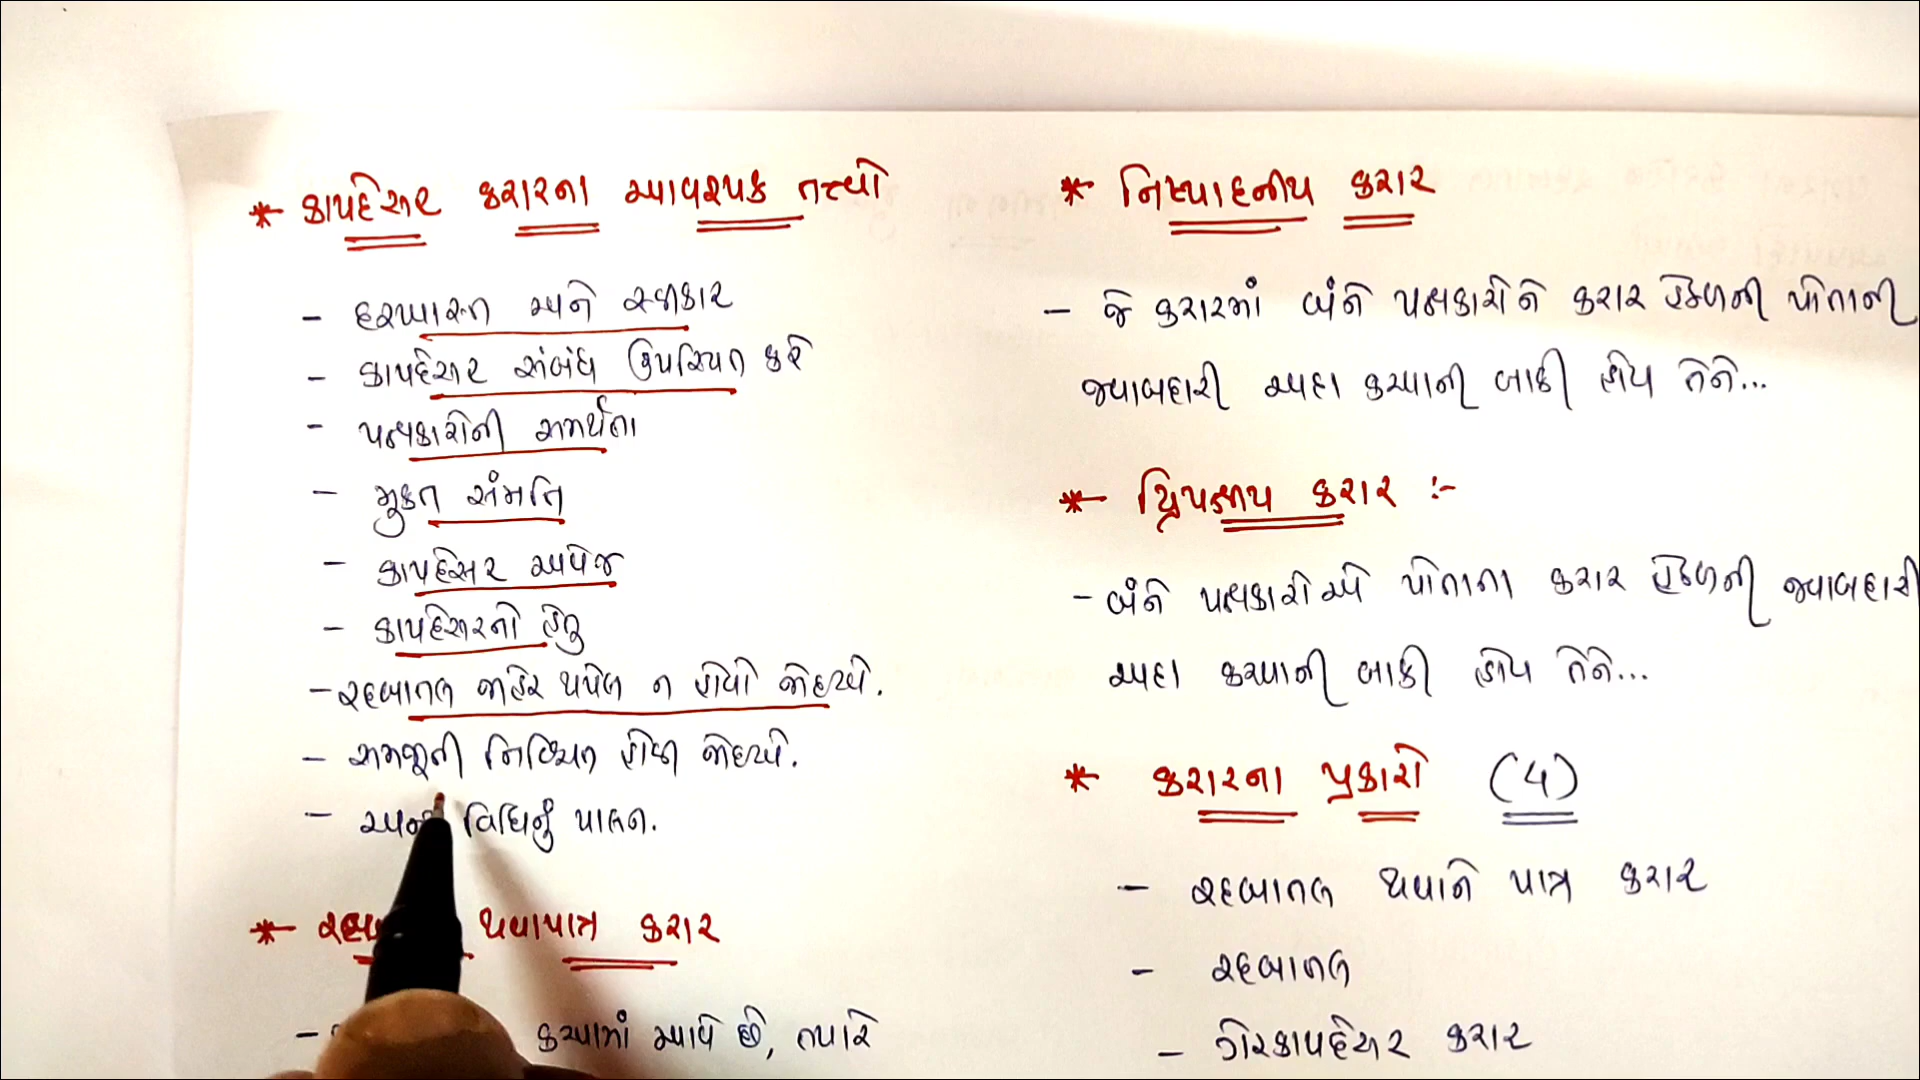 * કાયદેસર કરારના આવશ્યક તત્ત્વો
- દરખાસ્ત અને સ્વીકાર
- કાયદેસર સંબંધ ઉપસ્થિત કરે
- પક્ષકારોની સમર્થતા
- મુક્ત સંમતિ
- કાયદેસર અવેજ
- કાયદેસરનો હેતુ
- રદબાતલ જાહેર થયેલ ન હોવો જોઇએ.
- સમજૂતી નિશ્ચિત હોવી જોઇએ.
- વિધિનું પાલન.
* થવાપાત્ર કરાર
- કરવામાં આવે છે, ત્યારે
* નિષ્પાદનીય કરાર
- જે કરારમાં બંને પક્ષકારોને કરાર હેઠળની પોતાની
જવાબદારી અદા કરવાની બાકી હોય તેને...
* દ્વિપક્ષીય કરાર :-
- બંને પક્ષકારોએ પોતાના કરાર હેઠળની જવાબદારી
અદા કરવાની બાકી હોય તેને...
* કરારના પ્રકારો (4)
- રદબાતલ થવાને પાત્ર કરાર
- રદબાતલ
- ગેરકાયદેસર કરાર